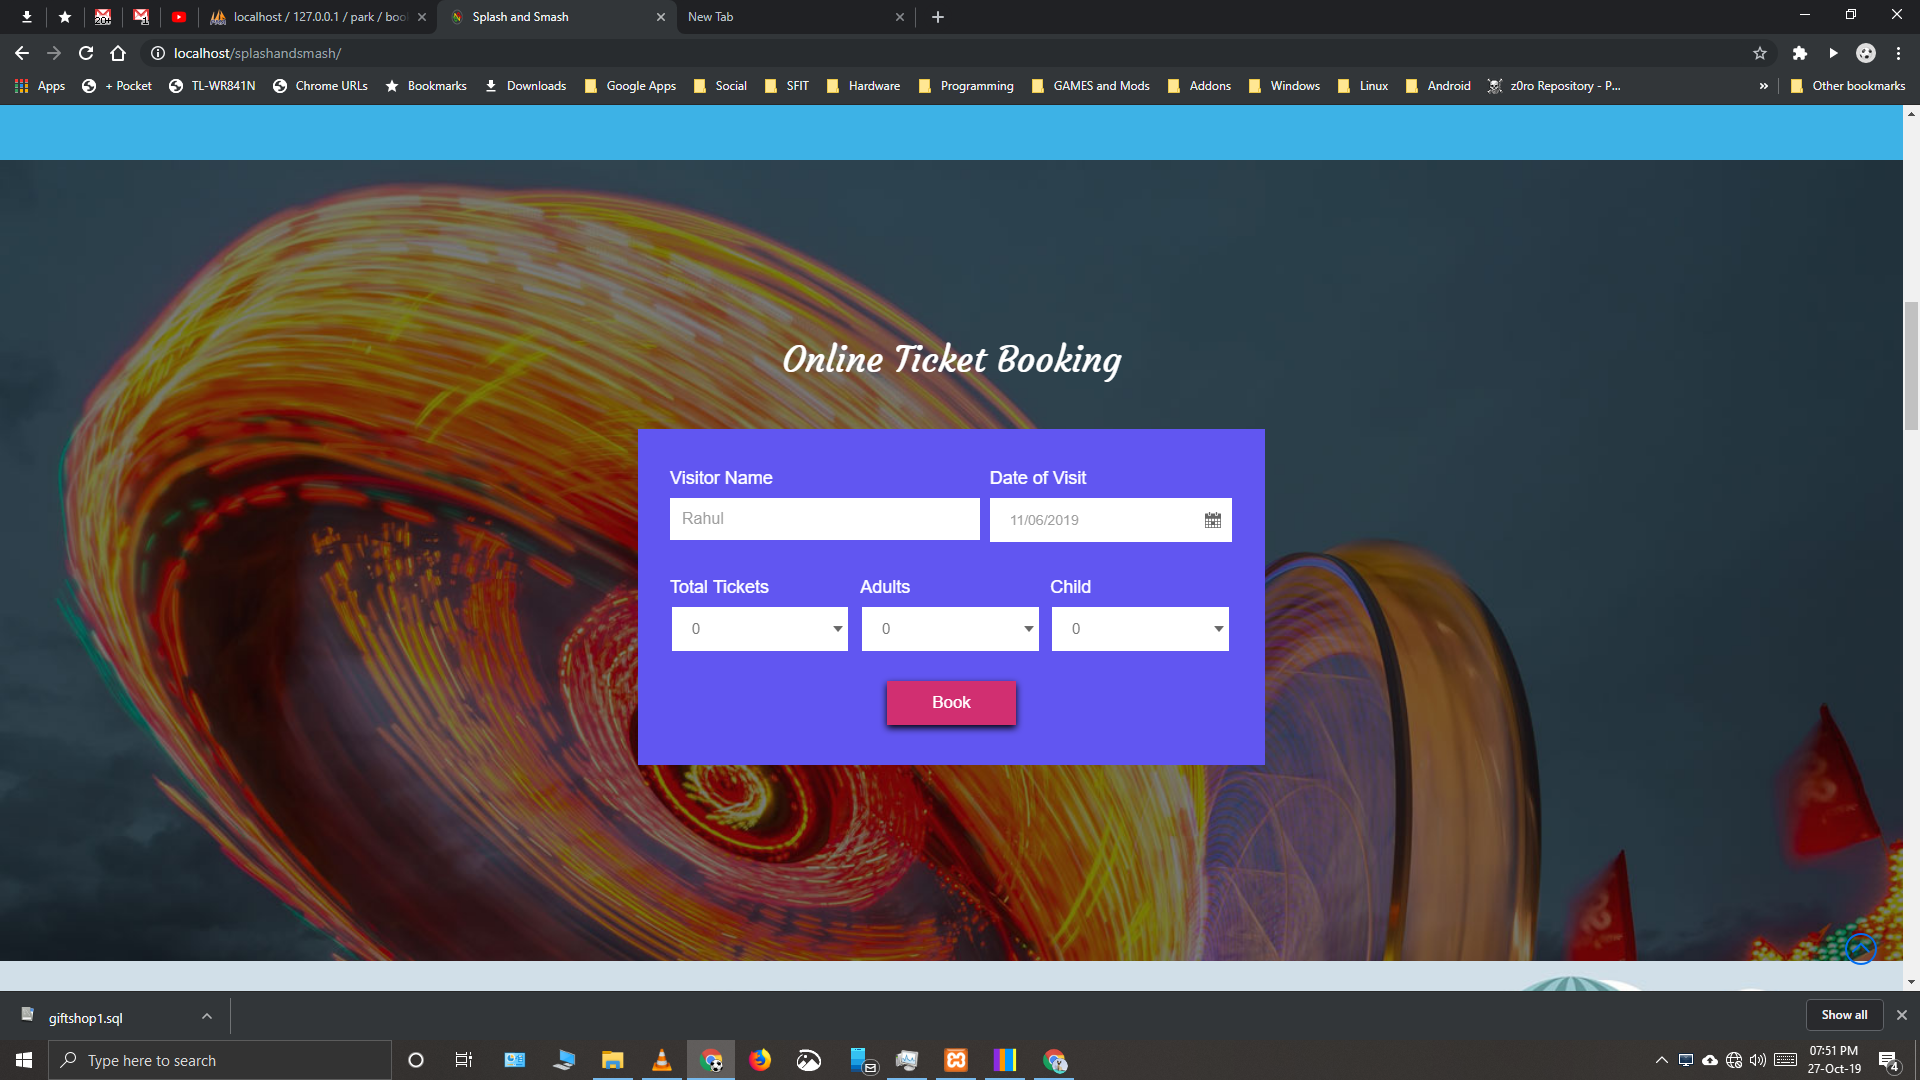 localhost / 127.0.0.1 / park / boo
Splash and Smash
New Tab
20+
1
localhost/splashandsmash/
Apps
+ Pocket
TL-WR841N
Chrome URLs
Bookmarks
Downloads
Google Apps
Social
SFIT
Hardware
Programming
GAMES and Mods
Addons
Windows
Linux
Android
z0ro Repository - P...
»
Other bookmarks
Online Ticket Booking
Visitor Name
Date of Visit
Rahul
11/06/2019
Total Tickets
Adults
Child
0
0
0
Book
giftshop1.sql
Show all
Type here to search
07:51 PM
27-Oct-19
4